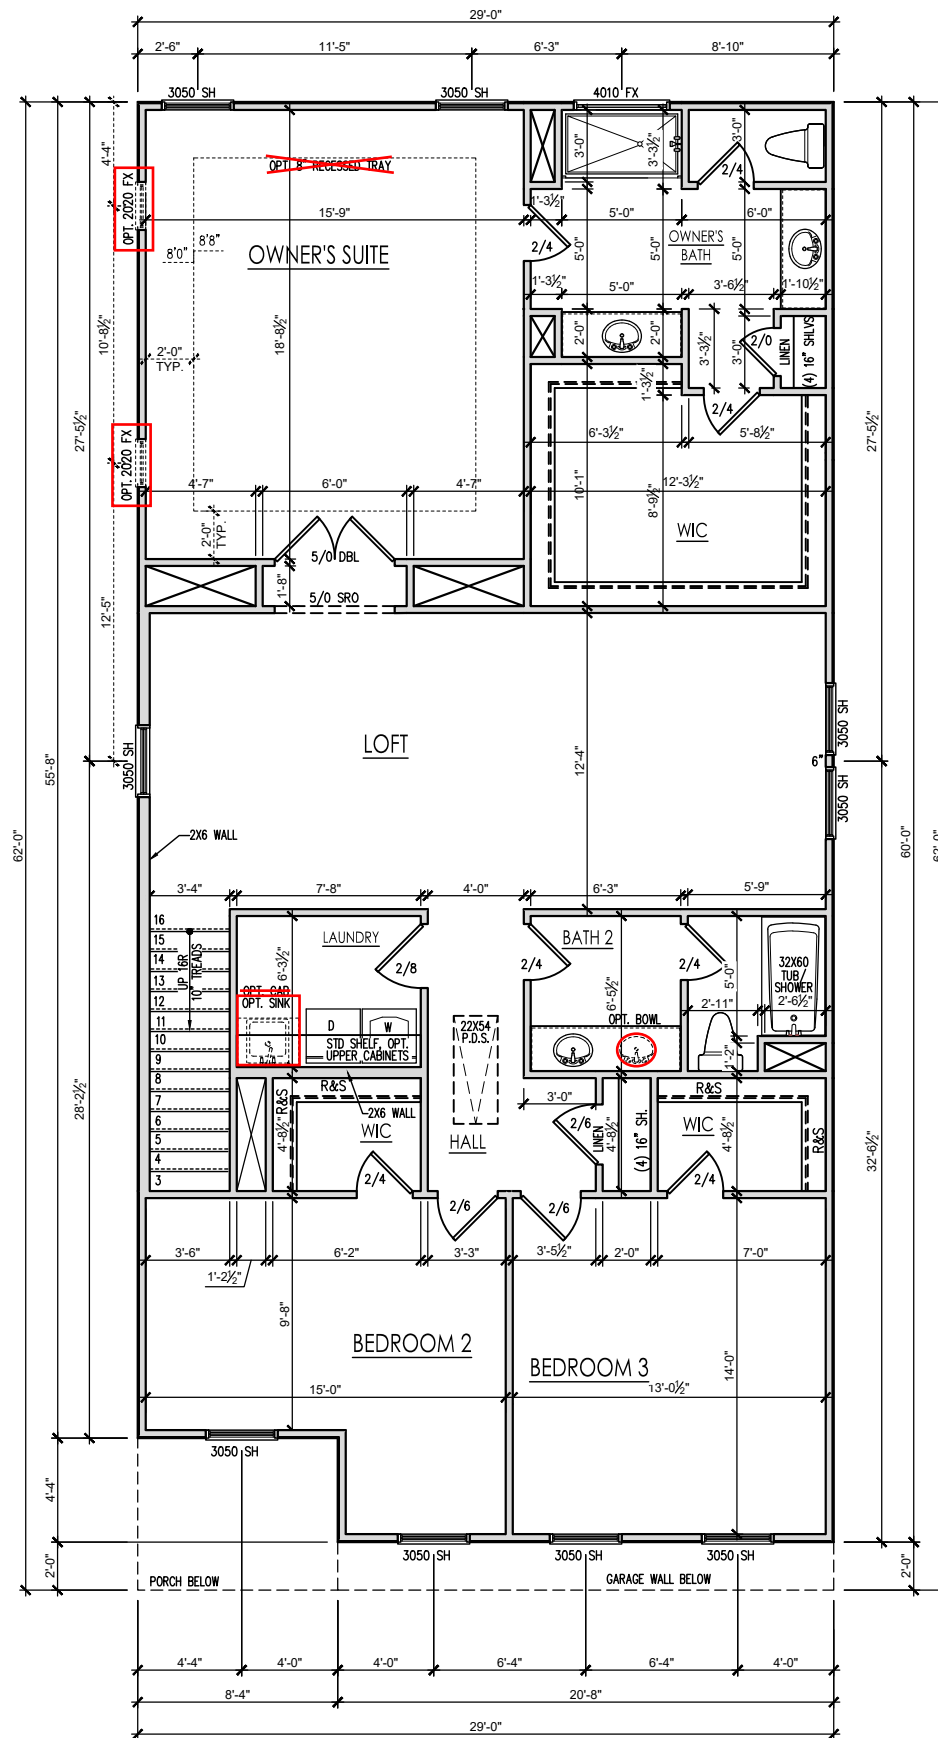 29'-0"
2'-6"
11'-5"
6'-3"
8'-10"
3050 SH
3050 SH
4010 FX
4'-4"
OPT. 2020 FX
OPT. 8" RECESSED TRAY
3'-0"
3'-3½"
3'-0"
2/4
15'-9"
1'-3½"
5'-0"
6'-0"
8'8"
8'0"
OWNER'S SUITE
2/4
5'-0"
5'-0"
OWNER'S
BATH
5'-0"
1'-3½"
5'-0"
3'-6½"
1'-10½"
10'-8½"
18'-8½"
2'-0"
2'-0"
3'-3½"
3'-0"
2/0
LINEN
(4) 16" SHLVS
2'-0"
TYP.
1'-3½"
2/4
27'-5½"
27'-5½"
OPT. 2020 FX
6'-3½"
5'-8½"
4'-7"
6'-0"
4'-7"
10'-1"
8'-9½"
12'-3½"
2'-0"
TYP.
WIC
5/0 DBL
1'-8"
5/0 SRO
12'-5"
LOFT
12'-4"
3050 SH
3050 SH
6"
3050 SH
55'-8"
62'-0"
60'-0"
62'-0"
2X6 WALL
3'-4"
7'-8"
4'-0"
6'-3"
5'-9"
16
15
14
13
12
11
10
9
8
7
6
5
4
3
UP 16R
10" TREADS
LAUNDRY
6'-3½"
2/8
BATH 2
2/4
2/4
6'-5½"
5'-0"
32X60
TUB/
SHOWER
2'-11"
2'-6½"
OPT. CAB
OPT. SINK
D
W
STD SHELF, OPT.
UPPER CABINETS
22X54
P.D.S.
OPT. BOWL
1'-2"
R&S
R&S
4'-8½"
2X6 WALL
WIC
2/4
HALL
3'-0"
2/6
LINEN
4'-8½"
(4) 16" SH.
R&S
WIC
4'-8½"
R&S
2/4
28'-2½"
32'-6½"
2/6
2/6
3'-6"
6'-2"
3'-3"
3'-5½"
2'-0"
7'-0"
1'-2½"
9'-8"
BEDROOM 2
BEDROOM 3
14'-0"
15'-0"
13'-0½"
3050 SH
4'-4"
3050 SH
3050 SH
3050 SH
2'-0"
2'-0"
PORCH BELOW
GARAGE WALL BELOW
4'-4"
4'-0"
4'-0"
6'-4"
6'-4"
4'-0"
8'-4"
20'-8"
29'-0"